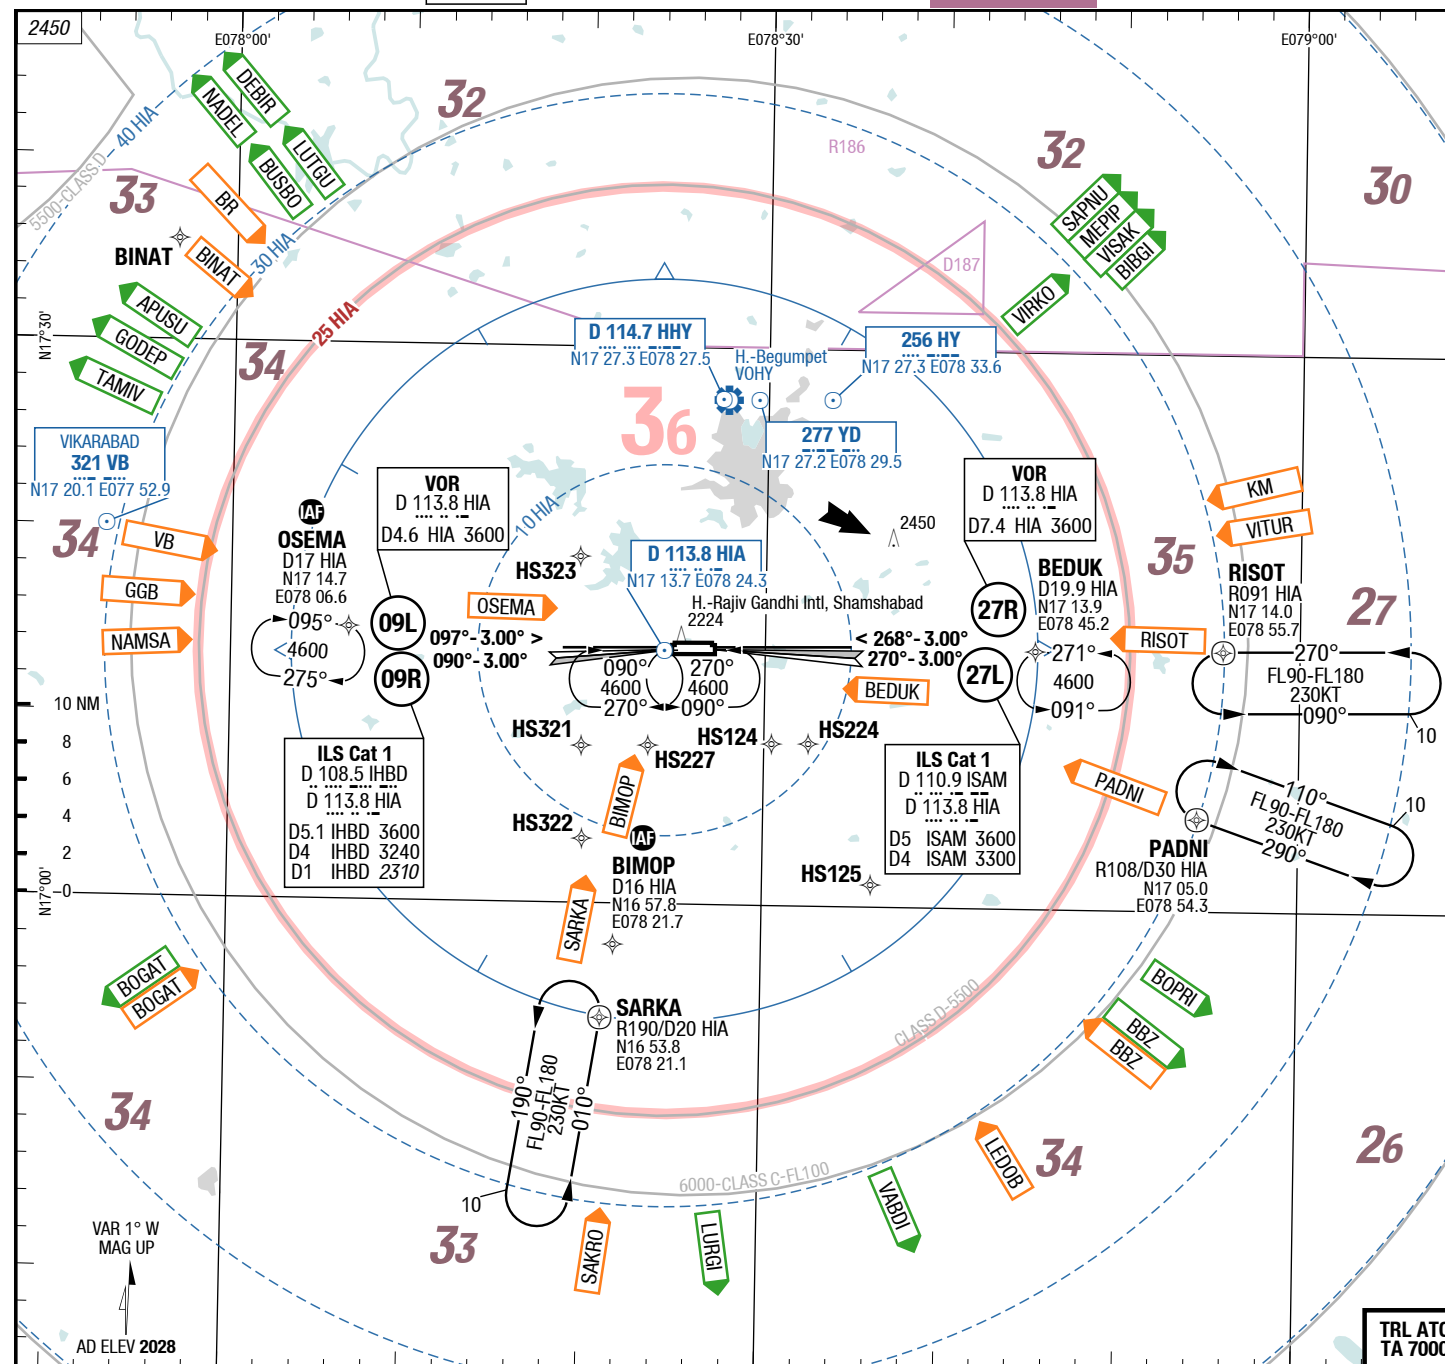 2450
E078°00'
E078°30'
E079°00'
40 HIA
5500-CLASS D
DEBIR
NADEL
LUTGU
BUSBO
32
R186
32
30
33
BR
SAPNU
MEPIP
VISAK
BIBGI
BINAT
BINAT
30 HIA
D187
VIRKO
APUSU
GODEP
TAMIV
N17°30'
25 HIA
34
D 114.7 HHY
N17 27.3 E078 27.5
H.-Begumpet
VOHY
256 HY
N17 27.3 E078 33.6
36
277 YD
N17 27.2 E078 29.5
VIKARABAD
321 VB
N17 20.1 E077 52.9
34
VB
GGB
NAMSA
IAF
OSEMA
D17 HIA
N17 14.7
E078 06.6
095°
4600
275°
VOR
D 113.8 HIA
D4.6 HIA 3600
10 HIA
HS323
OSEMA
D 113.8 HIA
N17 13.7 E078 24.3
H.-Rajiv Gandhi Intl, Shamshabad
2224
2450
VOR
D 113.8 HIA
D7.4 HIA 3600
KM
VITUR
35
27
BEDUK
D19.9 HIA
N17 13.9
E078 45.2
271°
4600
091°
RISOT
RISOT
R091 HIA
N17 14.0
E078 55.7
270°
FL90-FL180
230KT
090°
10
09L
09R
097°- 3.00° >
090°- 3.00°
< 268°- 3.00°
270°- 3.00°
27R
27L
090°
4600
270°
270°
4600
090°
BEDUK
10 NM
8
6
4
2
0
N17°00'
HS321
HS227
HS124
HS224
ILS Cat 1
D 108.5 IHBD
D 113.8 HIA
D5.1 IHBD 3600
D4 IHBD 3240
D1 IHBD 2310
ILS Cat 1
D 110.9 ISAM
D 113.8 HIA
D5 ISAM 3600
D4 ISAM 3300
PADNI
110°
FL90-FL180
230KT
290°
10
PADNI
R108/D30 HIA
N17 05.0
E078 54.3
BIMOP
HS322
IAF
BIMOP
D16 HIA
N16 57.8
E078 21.7
HS125
SARKA
BOGAT
BOGAT
SARKA
R190/D20 HIA
N16 53.8
E078 21.1
190°
FL90-FL180
230KT
010°
10
CLASS D-5500
BOPRI
BBZ
BBZ
34
LEDOB
34
26
6000-CLASS C-FL100
VABDI
33
SAKRO
LURGI
VAR 1° W
MAG UP
AD ELEV 2028
TRL ATC
TA 7000